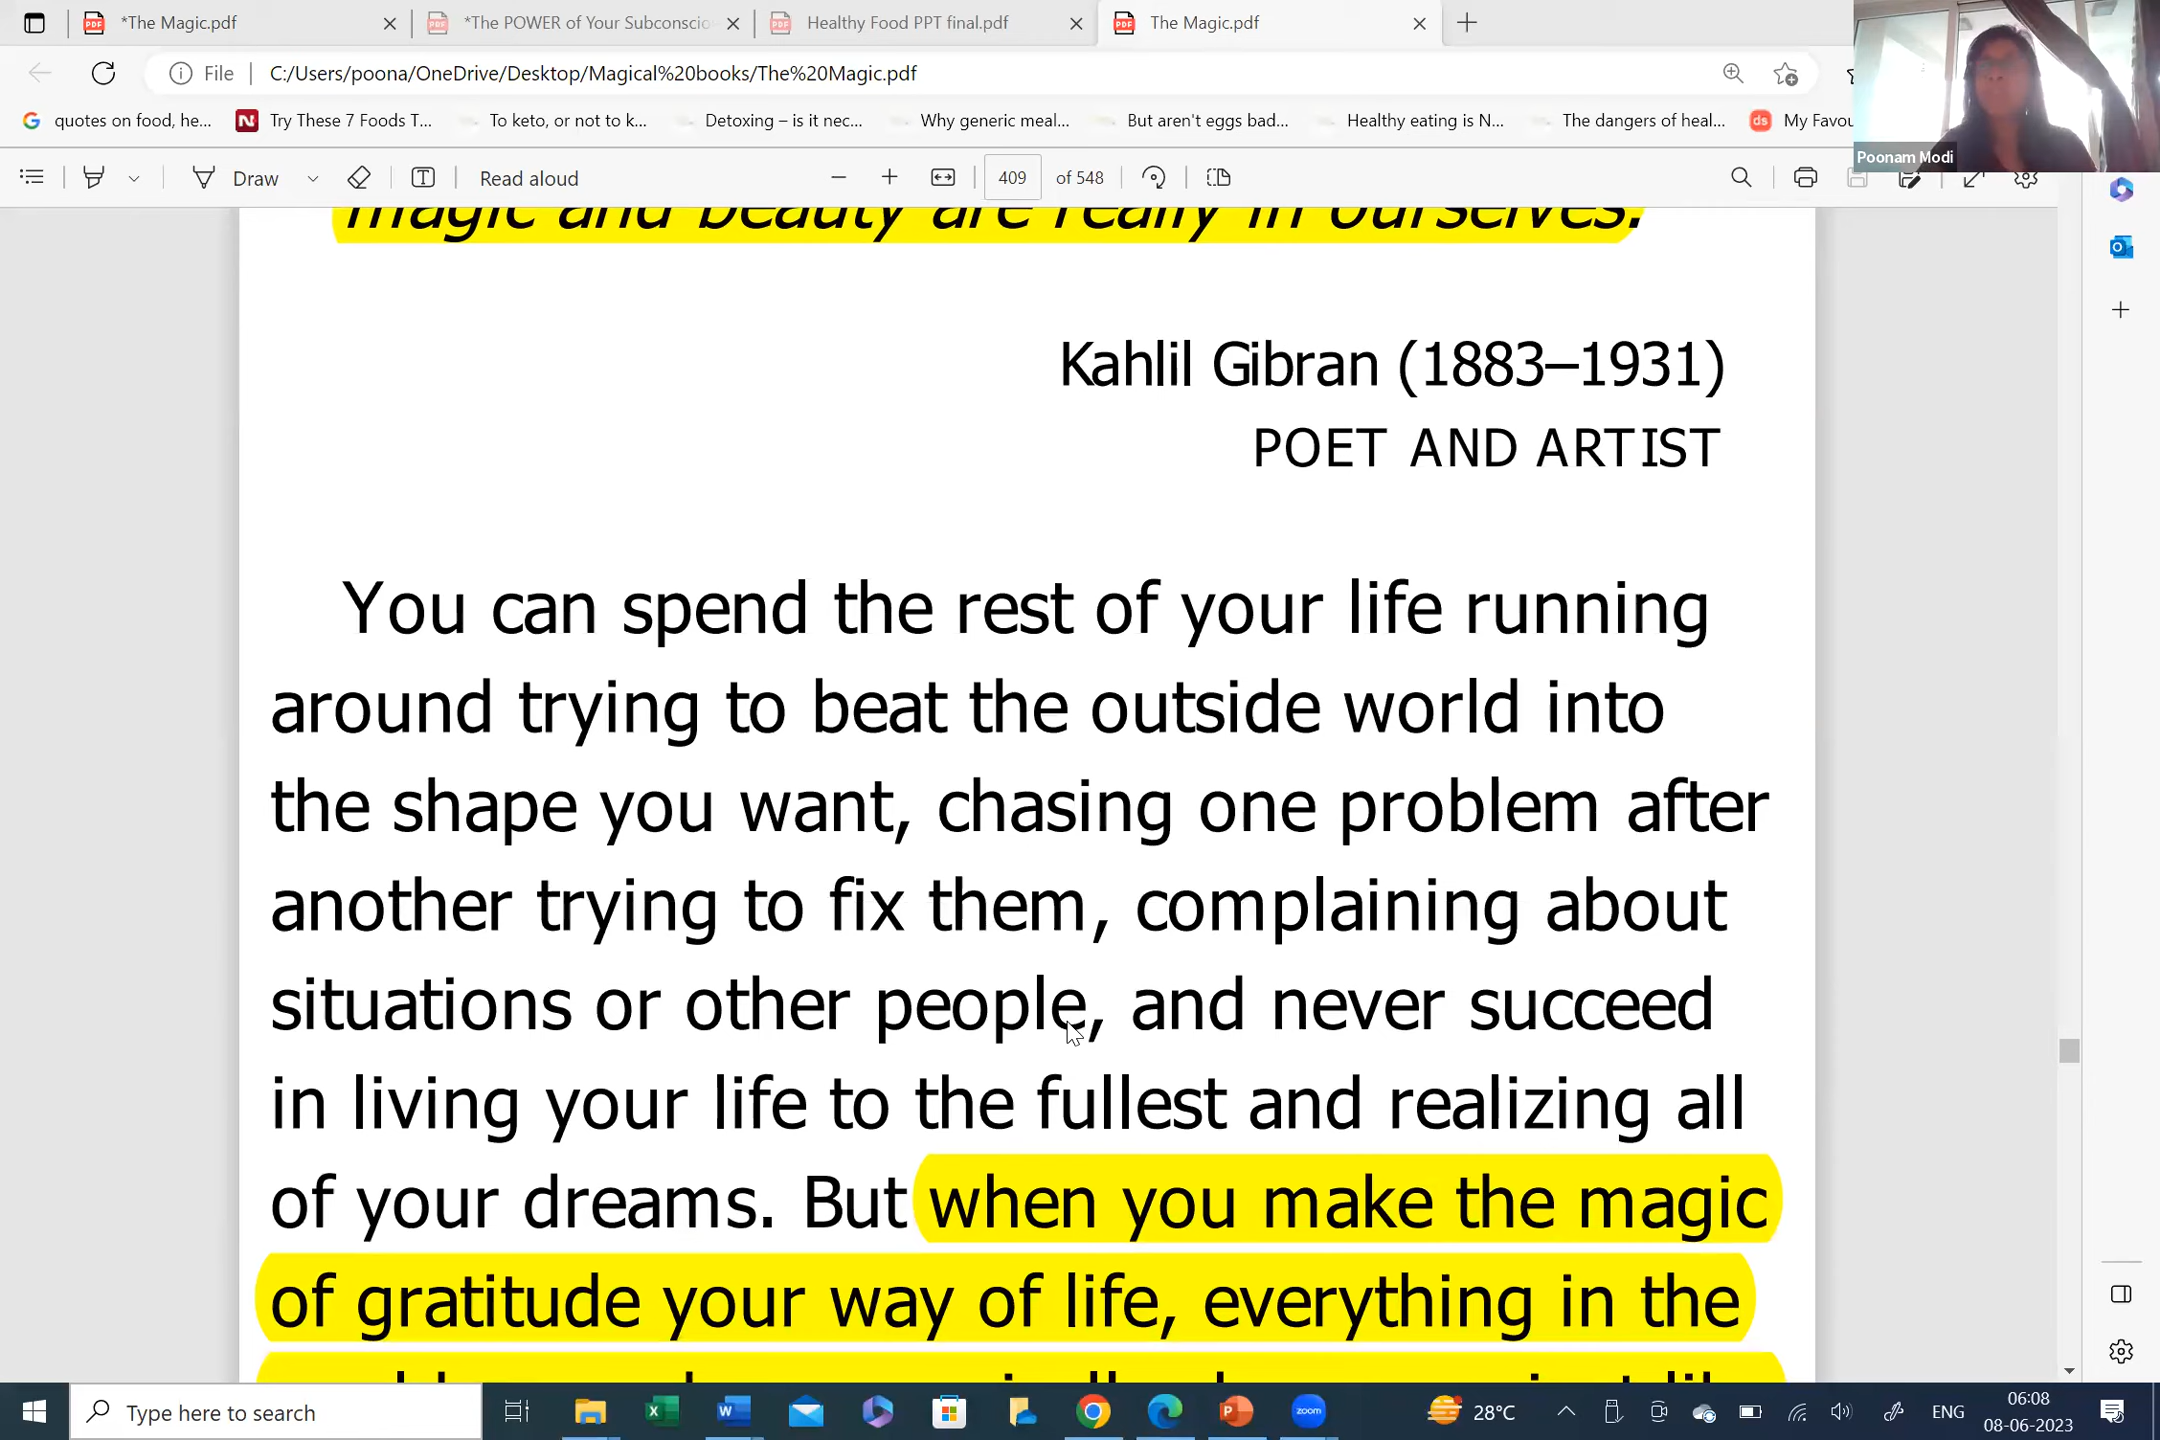 *The Magic.pdf
*The POWER of Your Subconscio
Healthy Food PPT final.pdf
The Magic.pdf
File
C:/Users/poona/OneDrive/Desktop/Magical%20books/The%20Magic.pdf
quotes on food, he...
Try These 7 Foods T...
To keto, or not to k...
Detoxing – is it nec...
Why generic meal...
But aren't eggs bad...
Healthy eating is N...
The dangers of heal...
My Favou
Poonam Modi
Draw
Read aloud
409
of 548
magic and beauty are really in ourselves.
Kahlil Gibran (1883–1931)
POET AND ARTIST
You can spend the rest of your life running
around trying to beat the outside world into
the shape you want, chasing one problem after
another trying to fix them, complaining about
situations or other people, and never succeed
in living your life to the fullest and realizing all
of your dreams. But when you make the magic
of gratitude your way of life, everything in the
Type here to search
zoom
28°C
ENG
06:08
08-06-2023